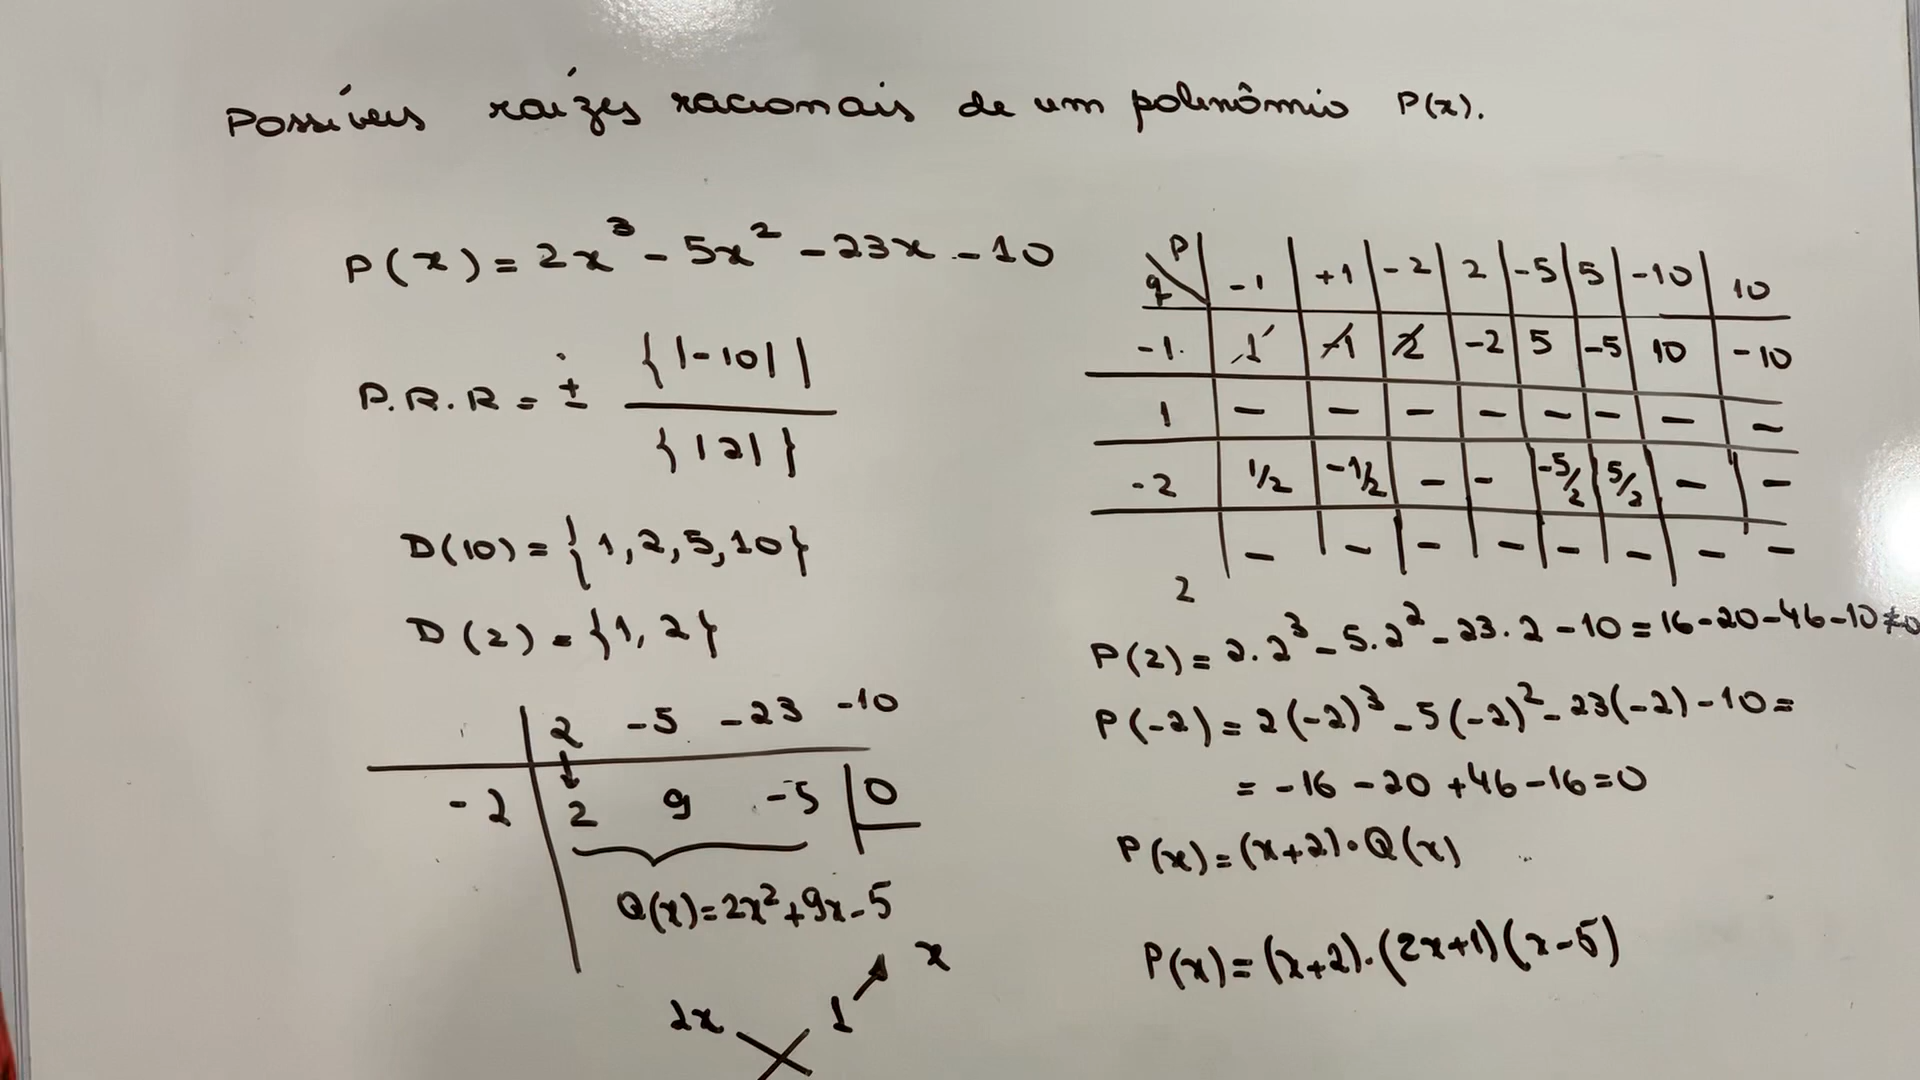 Possíveis raízes racionais de um polinômio P(x).
P(x) = 2x³ - 5x² - 23x - 10
P.R.R = ± {|-10|} / {|2|}
D(10) = {1, 2, 5, 10}
D(2) = {1, 2}
2 -5 -23 -10
-2 2 9 -5 0
Q(x) = 2x² + 9x - 5
x
2x 1
P
q -1 +1 -2 2 -5 5 -10 10
-1 1 -1 2 -2 5 -5 10 -10
1 - - - - - - - -
-2 1/2 -1/2 - - -5/2 5/2 - -
- - - - - - - -
2
P(2) = 2.2³ - 5.2² - 23.2 - 10 = 16 - 20 - 46 - 10 ≠ 0
P(-2) = 2(-2)³ - 5(-2)² - 23(-2) - 10 =
= -16 - 20 + 46 - 16 = 0
P(x) = (x+2).Q(x)
P(x) = (x+2).(2x+1)(x-5)